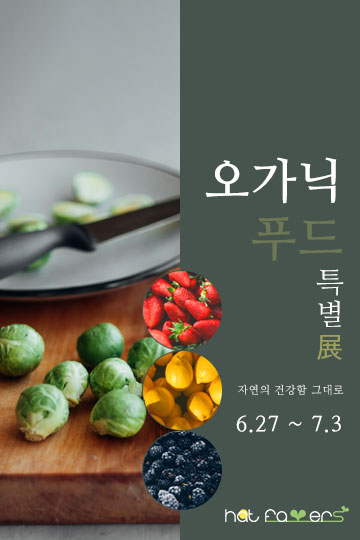 오가닉
푸드
특
별
展
자연의 건강함 그대로
6.27 ~ 7.3
hat favers